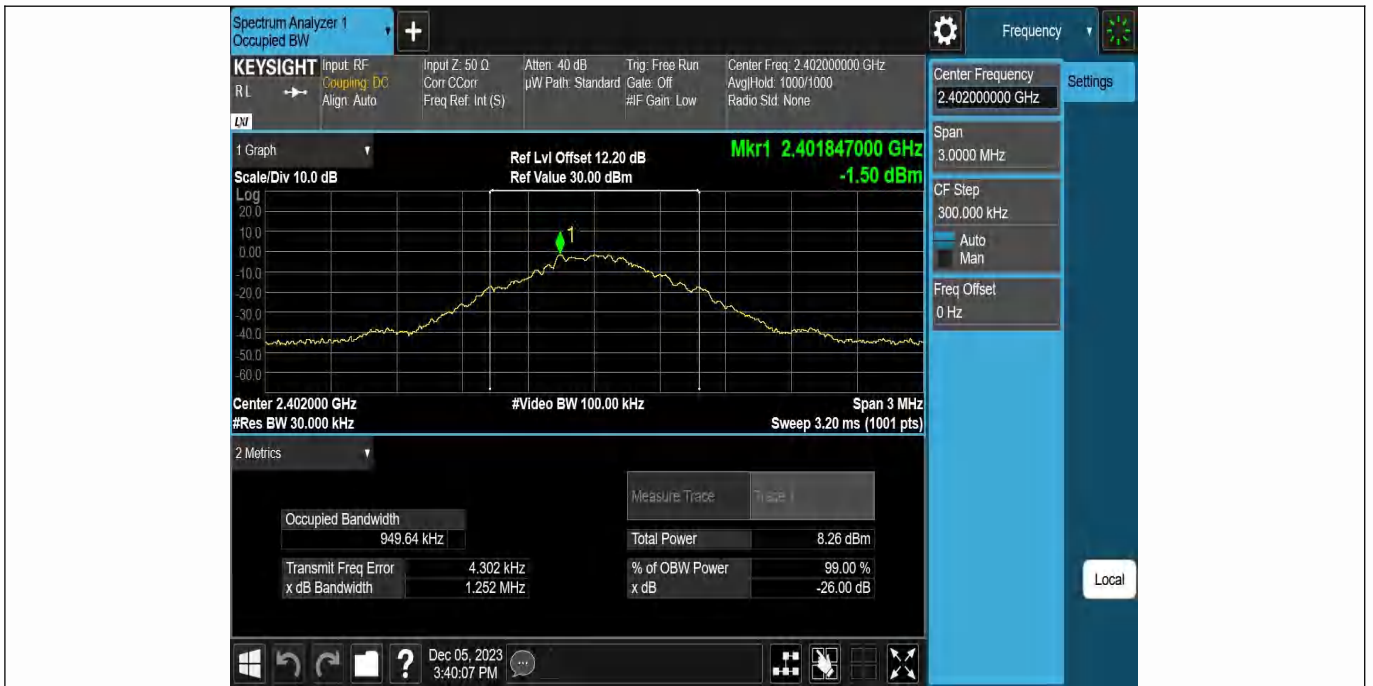 Spectrum Analyzer 1
Occupied BW
+
Frequency
KEYSIGHT
R L
LXI
Input: RF
Coupling: DC
Align: Auto
Input Z: 50 Ω
Corr CCorr
Freq Ref: Int (S)
Atten: 40 dB
µW Path: Standard
Trig: Free Run
Gate: Off
#IF Gain: Low
Center Freq: 2.402000000 GHz
Avg|Hold: 1000/1000
Radio Std: None
Center Frequency
2.402000000 GHz
Settings
Span
3.0000 MHz
CF Step
300.000 kHz
Auto
Man
Freq Offset
0 Hz
1 Graph
Scale/Div 10.0 dB
Ref Lvl Offset 12.20 dB
Ref Value 30.00 dBm
Mkr1 2.401847000 GHz
-1.50 dBm
Log
20.0
10.0
0.00
-10.0
-20.0
-30.0
-40.0
-50.0
-60.0
1
Center 2.402000 GHz
#Video BW 100.00 kHz
Span 3 MHz
#Res BW 30.000 kHz
Sweep 3.20 ms (1001 pts)
2 Metrics
Measure Trace
Trace 1
Occupied Bandwidth
949.64 kHz
Total Power
8.26 dBm
Transmit Freq Error
4.302 kHz
% of OBW Power
99.00 %
x dB Bandwidth
1.252 MHz
x dB
-26.00 dB
Local
?
Dec 05, 2023
3:40:07 PM